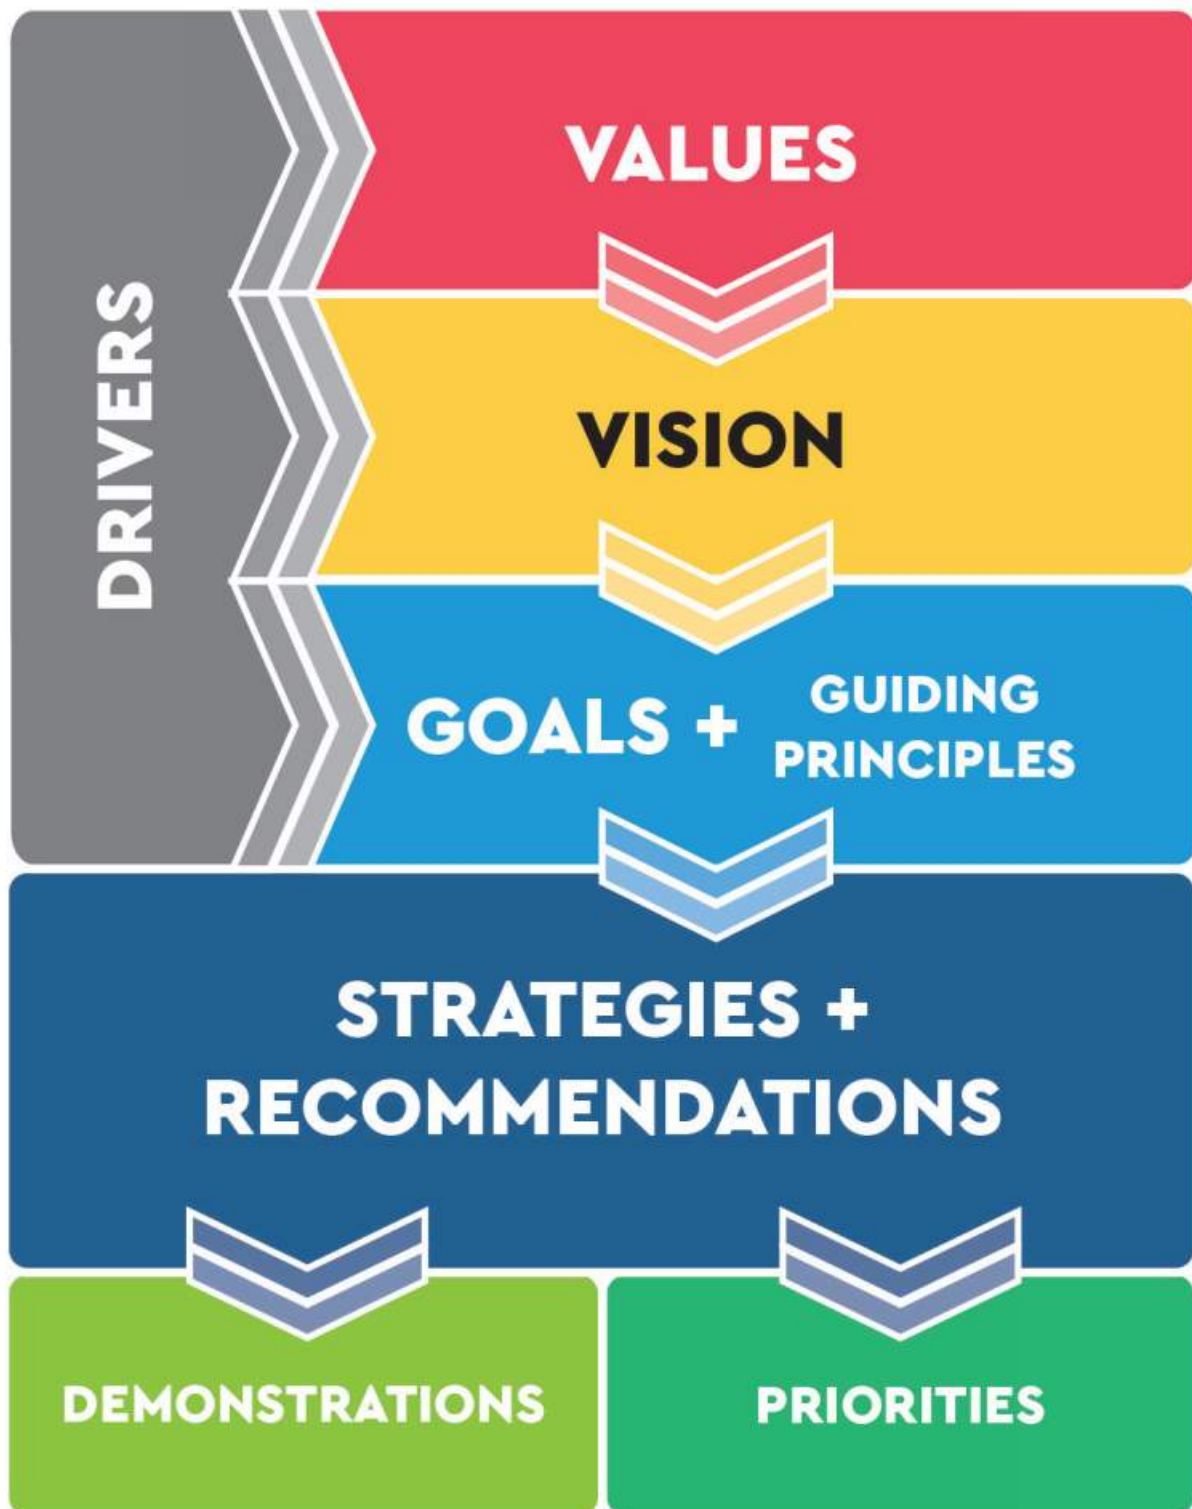 DRIVERS
VALUES
VISION
GOALS +
GUIDING
PRINCIPLES
STRATEGIES +
RECOMMENDATIONS
DEMONSTRATIONS
PRIORITIES